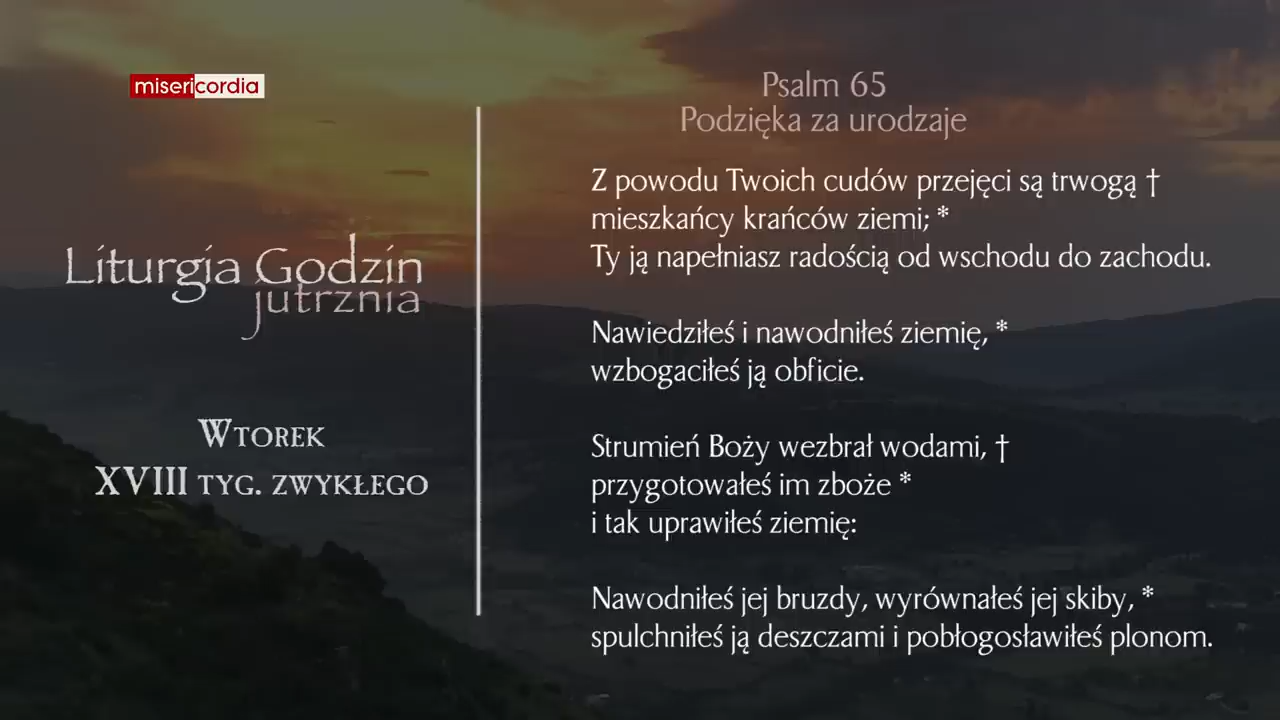 misericordia
Liturgia Godzin
jutrznia
Wtorek
XVIII tyg. zwykłego
Psalm 65
Podzięka za urodzaje
Z powodu Twoich cudów przejęci są trwogą †
mieszkańcy krańców ziemi; *
Ty ją napełniasz radością od wschodu do zachodu.
Nawiedziłeś i nawodniłeś ziemię, *
wzbogaciłeś ją obficie.
Strumień Boży wezbrał wodami, †
przygotowałeś im zboże *
i tak uprawiłeś ziemię:
Nawodniłeś jej bruzdy, wyrównałeś jej skiby, *
spulchniłeś ją deszczami i pobłogosławiłeś plonom.